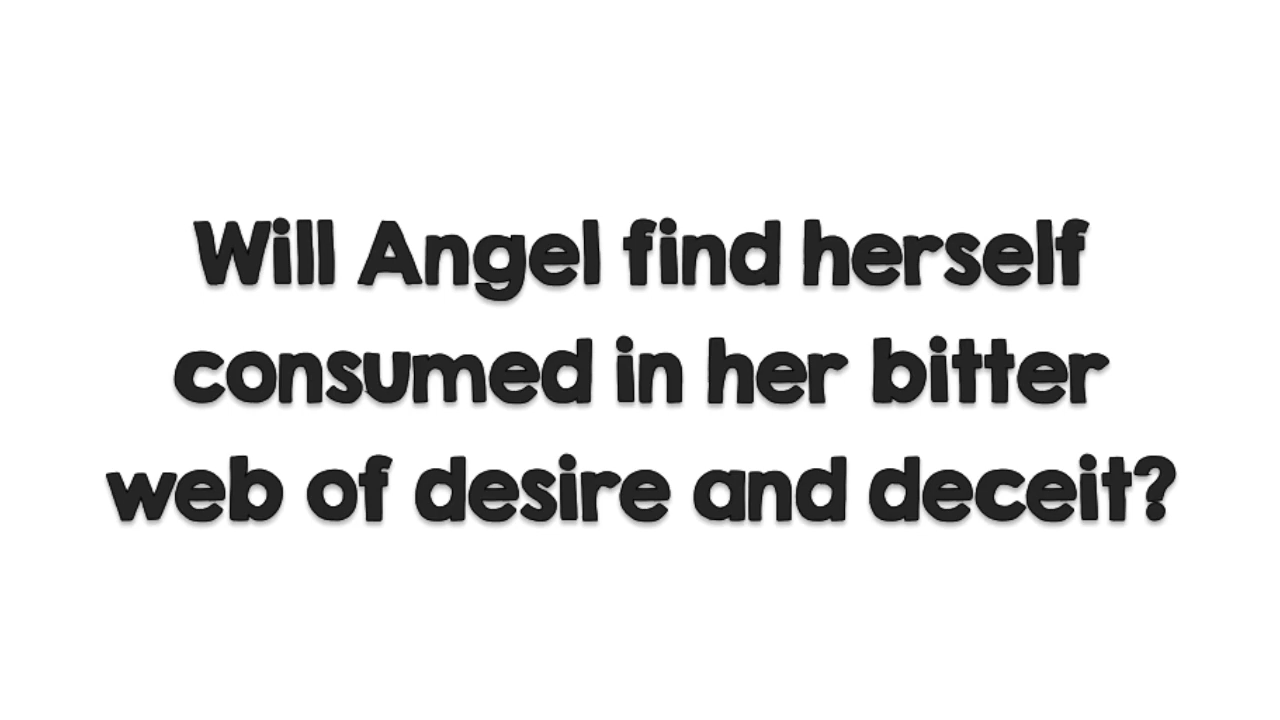 Will Angel find herself
consumed in her bitter
web of desire and deceit?